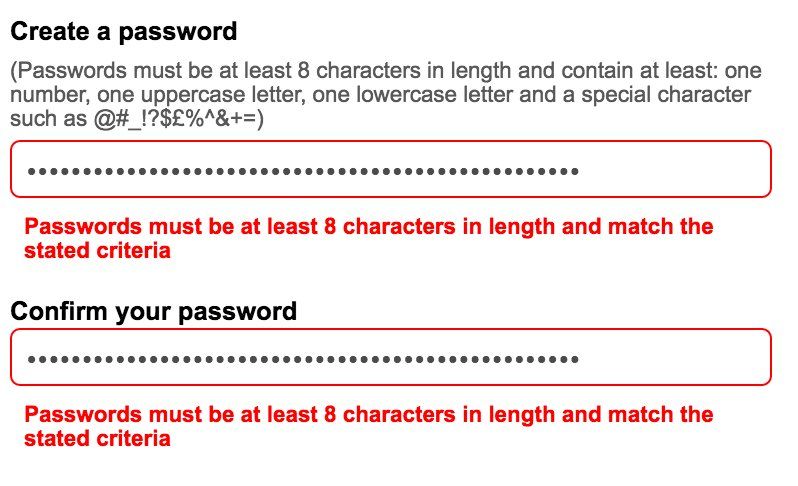 Create a password
(Passwords must be at least 8 characters in length and contain at least: one
number, one uppercase letter, one lowercase letter and a special character
such as @#_!?$£%^&+=)
••••••••••••••••••••••••••••••••••••••••••••••••••
Passwords must be at least 8 characters in length and match the
stated criteria
Confirm your password
••••••••••••••••••••••••••••••••••••••••••••••••••
Passwords must be at least 8 characters in length and match the
stated criteria